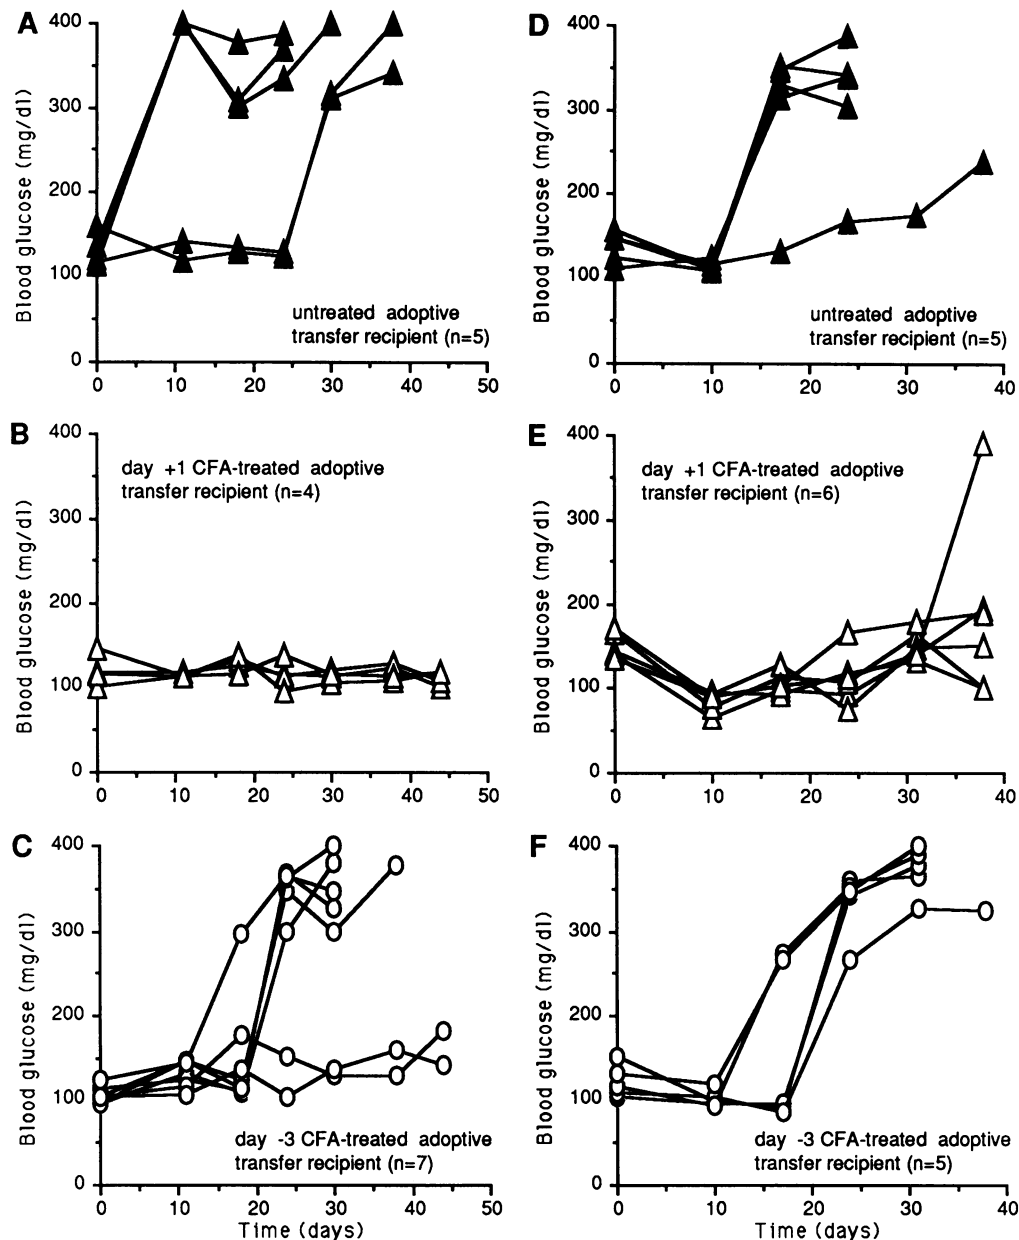 A
400
300
200
100
0
Blood glucose (mg/dl)
untreated adoptive
transfer recipient (n=5)
0 10 20 30 40 50
D
400
300
200
100
0
Blood glucose (mg/dl)
untreated adoptive
transfer recipient (n=5)
0 10 20 30 40
B
400
300
200
100
0
Blood glucose (mg/dl)
day +1 CFA-treated adoptive
transfer recipient (n=4)
0 10 20 30 40 50
E
400
300
200
100
0
Blood glucose (mg/dl)
day +1 CFA-treated adoptive
transfer recipient (n=6)
0 10 20 30 40
C
400
300
200
100
0
Blood glucose (mg/dl)
day -3 CFA-treated adoptive
transfer recipient (n=7)
0 10 20 30 40 50
Time (days)
F
400
300
200
100
0
Blood glucose (mg/dl)
day -3 CFA-treated adoptive
transfer recipient (n=5)
0 10 20 30 40
Time (days)